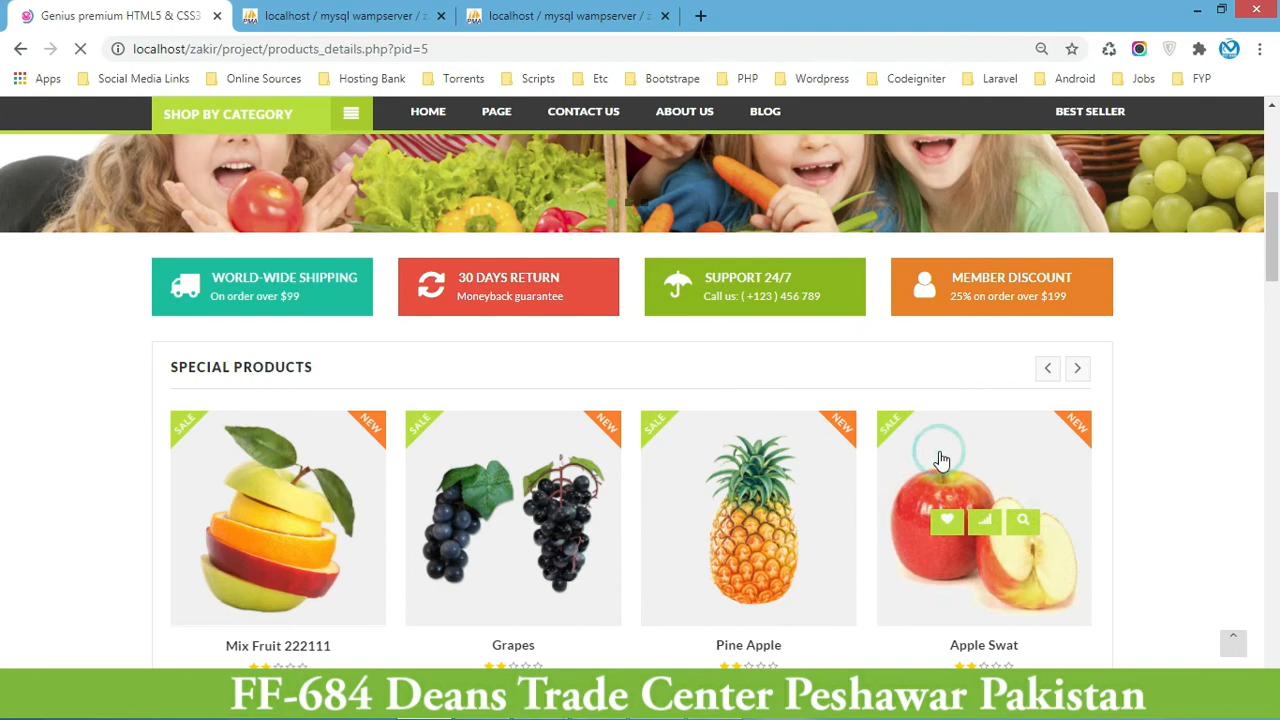 Genius premium HTML5 & CSS3
localhost / mysql wampserver / z
localhost / mysql wampserver / z
localhost/zakir/project/products_details.php?pid=5
Apps
Social Media Links
Online Sources
Hosting Bank
Torrents
Scripts
Etc
Bootstrape
PHP
Wordpress
Codeigniter
Laravel
Android
Jobs
FYP
SHOP BY CATEGORY
HOME
PAGE
CONTACT US
ABOUT US
BLOG
BEST SELLER
WORLD-WIDE SHIPPING
On order over $99
30 DAYS RETURN
Moneyback guarantee
SUPPORT 24/7
Call us: ( +123 ) 456 789
MEMBER DISCOUNT
25% on order over $199
SPECIAL PRODUCTS
SALE
NEW
SALE
NEW
SALE
NEW
SALE
NEW
Mix Fruit 222111
Grapes
Pine Apple
Apple Swat
FF-684 Deans Trade Center Peshawar Pakistan